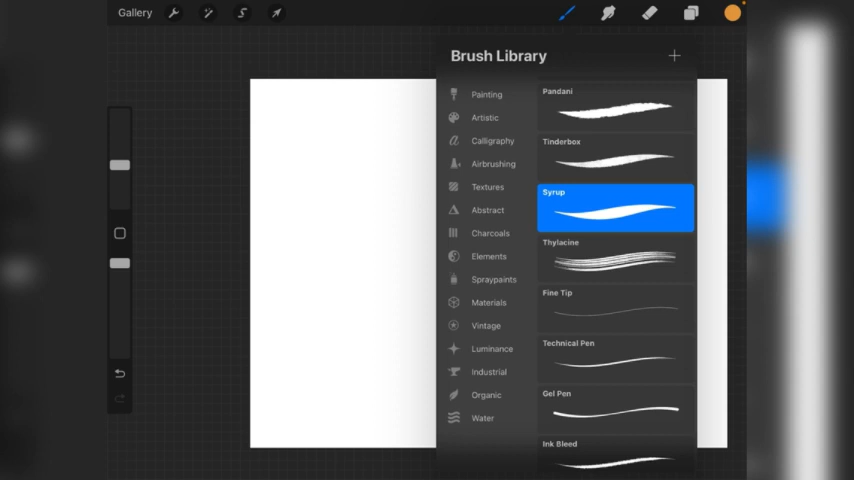 Gallery
Brush Library
Painting
Artistic
Calligraphy
Airbrushing
Textures
Abstract
Charcoals
Elements
Spraypaints
Materials
Vintage
Luminance
Industrial
Organic
Water
Pandani
Tinderbox
Syrup
Thylacine
Fine Tip
Technical Pen
Gel Pen
Ink Bleed